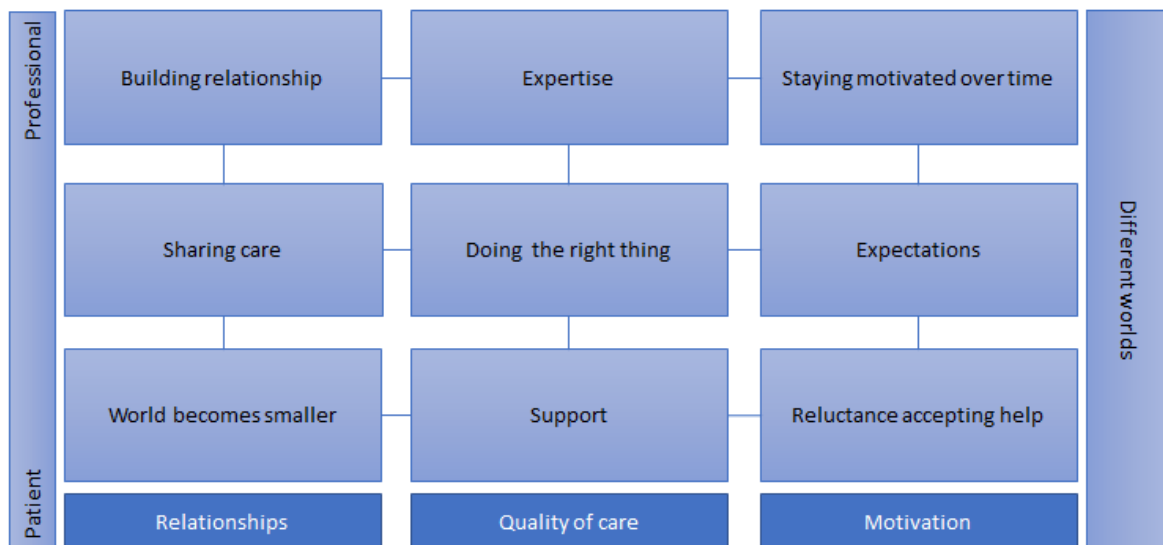 Professional
Building relationship
Expertise
Staying motivated over time
Sharing care
Doing the right thing
Expectations
Different worlds
World becomes smaller
Support
Reluctance accepting help
Patient
Relationships
Quality of care
Motivation